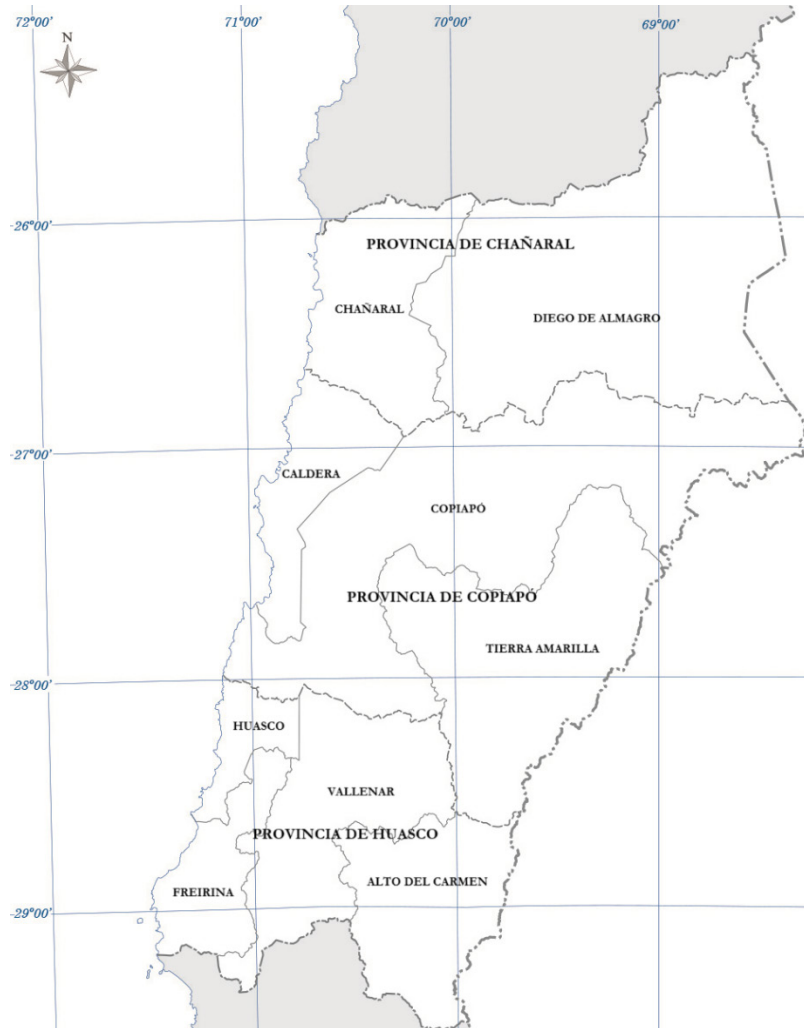 72°00' 71°00' 70°00' 69°00'
N
-26°00'
PROVINCIA DE CHAÑARAL
CHAÑARAL
DIEGO DE ALMAGRO
-27°00'
CALDERA
COPIAPÓ
PROVINCIA DE COPIAPÓ
TIERRA AMARILLA
-28°00'
HUASCO
VALLENAR
PROVINCIA DE HUASCO
ALTO DEL CARMEN
FREIRINA
-29°00'